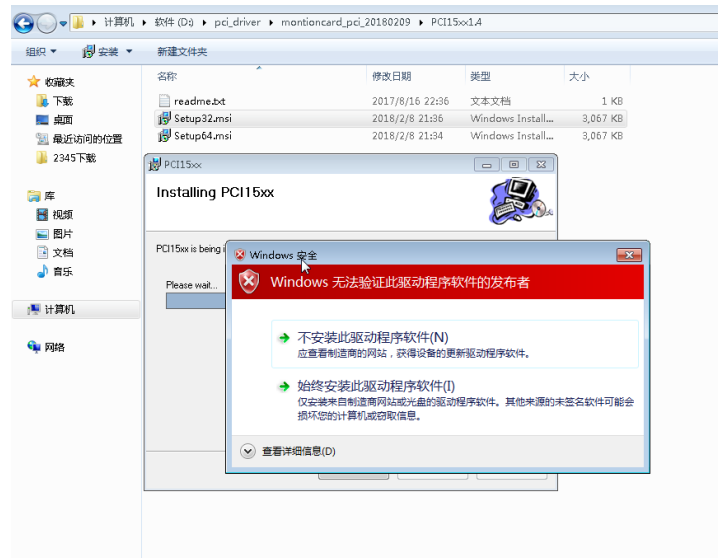 计算机 ▸ 软件 (D:) ▸ pci_driver ▸ montioncard_pci_20180209 ▸ PCI15xx1.4
组织 安装 新建文件夹
收藏夹
下载
桌面
最近访问的位置
2345下载
库
视频
图片
文档
音乐
计算机
网络
名称 修改日期 类型 大小
readme.txt 2017/8/16 22:36 文本文档 1 KB
Setup32.msi 2018/2/8 21:36 Windows Install... 3,067 KB
Setup64.msi 2018/2/8 21:34 Windows Install... 3,067 KB
PCI15xx
Installing PCI15xx
PCI15xx is being i
Please wait...
Windows 安全
Windows 无法验证此驱动程序软件的发布者
不安装此驱动程序软件(N)
应查看制造商的网站，获得设备的更新驱动程序软件。
始终安装此驱动程序软件(I)
仅安装来自制造商网站或光盘的驱动程序软件。其他来源的未签名软件可能会
损坏您的计算机或窃取信息。
查看详细信息(D)